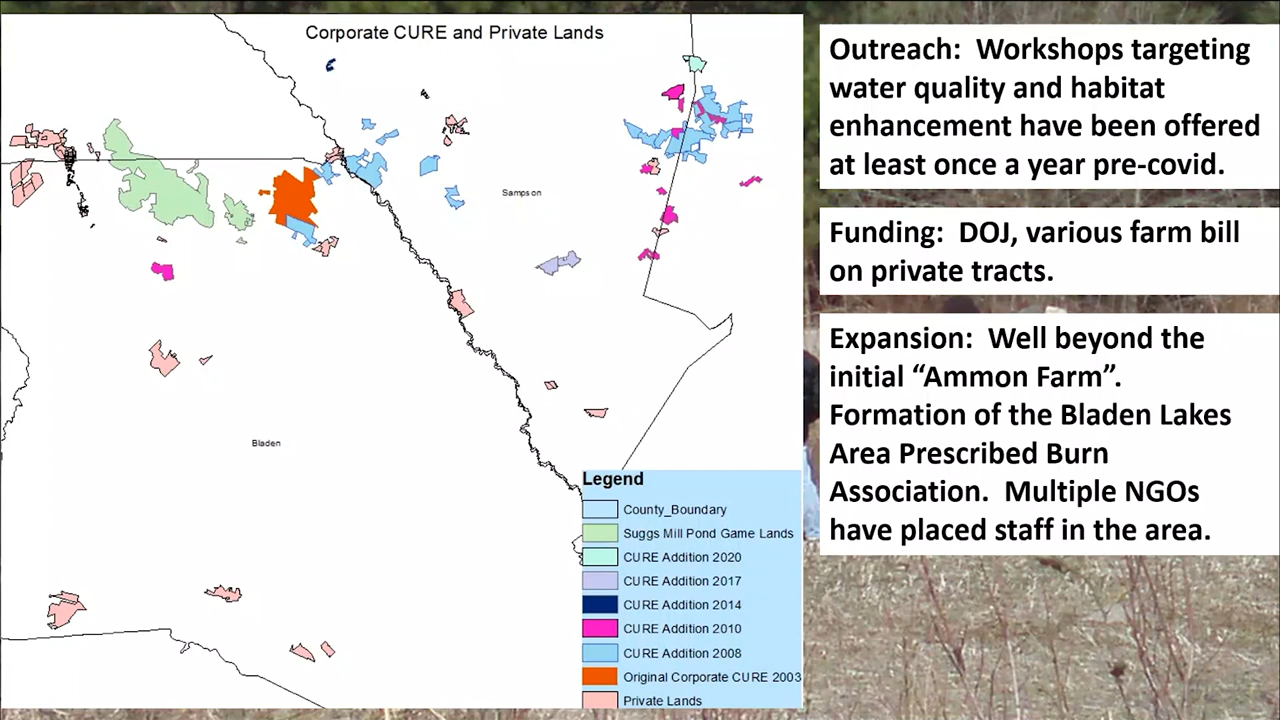 Corporate CURE and Private Lands
Sampson
Bladen
Legend
County_Boundary
Suggs Mill Pond Game Lands
CURE Addition 2020
CURE Addition 2017
CURE Addition 2014
CURE Addition 2010
CURE Addition 2008
Original Corporate CURE 2003
Private Lands
Outreach: Workshops targeting
water quality and habitat
enhancement have been offered
at least once a year pre-covid.
Funding: DOJ, various farm bill
on private tracts.
Expansion: Well beyond the
initial “Ammon Farm”.
Formation of the Bladen Lakes
Area Prescribed Burn
Association. Multiple NGOs
have placed staff in the area.